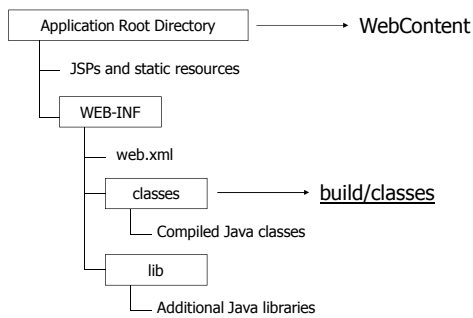 Application Root Directory
WebContent
JSPs and static resources
WEB-INF
web.xml
classes
build/classes
Compiled Java classes
lib
Additional Java libraries